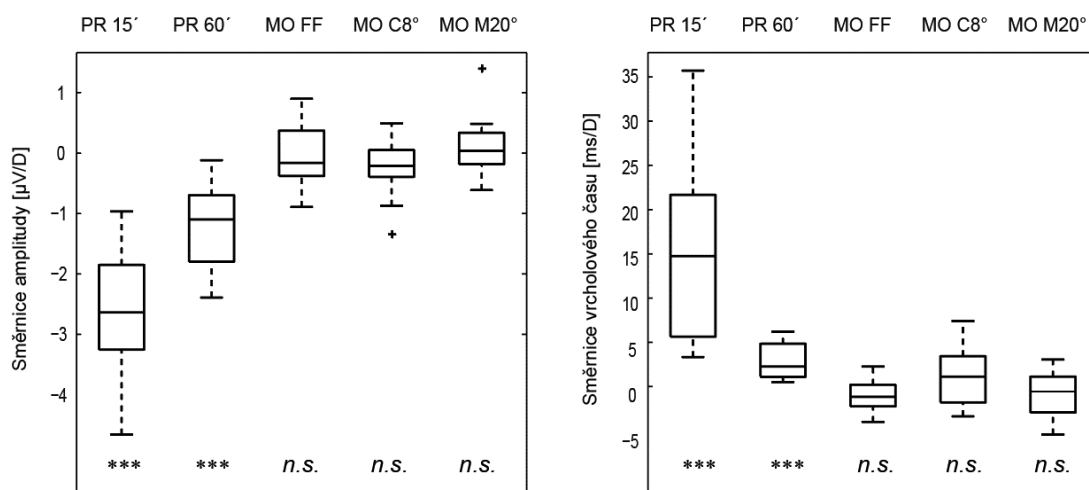 PR 15´ PR 60´ MO FF MO C8° MO M20°
Směrnice amplitudy [µV/D]
1
0
−1
−2
−3
−4
*** *** n.s. n.s. n.s.
PR 15´ PR 60´ MO FF MO C8° MO M20°
Směrnice vrcholového času [ms/D]
35
30
25
20
15
10
5
0
−5
*** *** n.s. n.s. n.s.